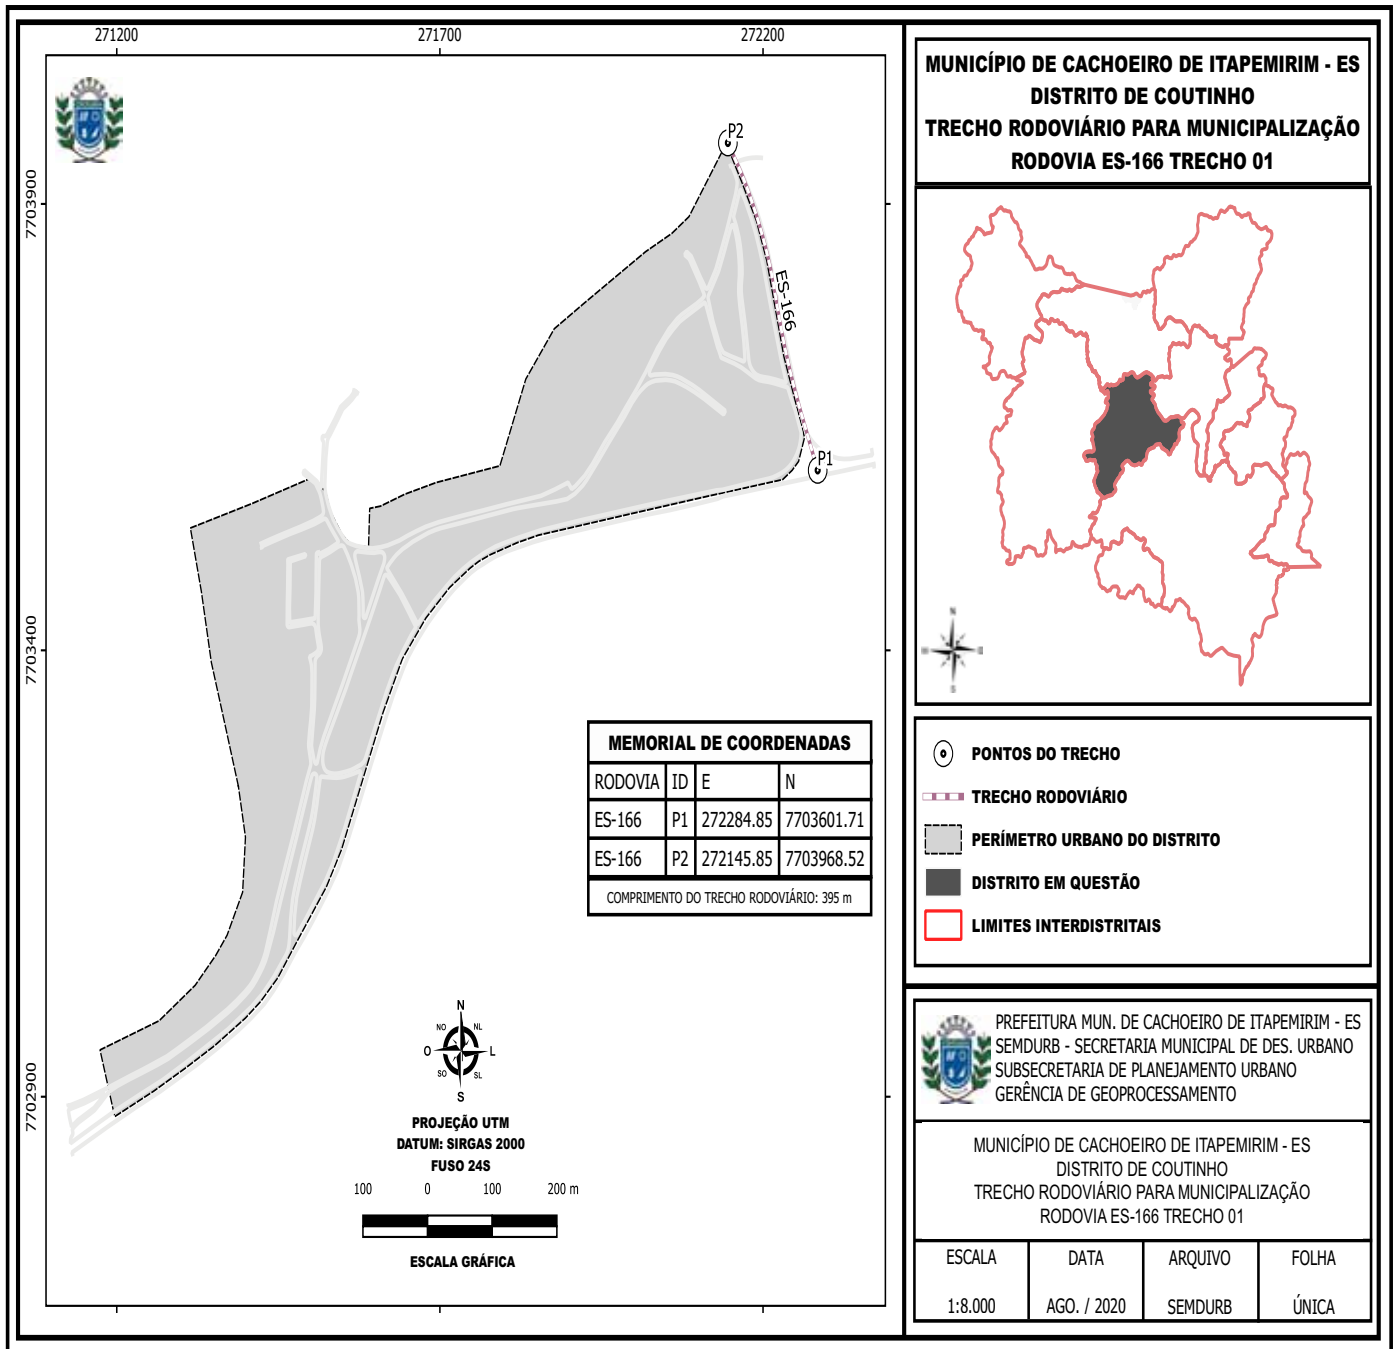 271200
271700
272200
7703900
7703400
7702900
P2
ES-166
P1
MEMORIAL DE COORDENADAS
RODOVIA ID E N
ES-166 P1 272284.85 7703601.71
ES-166 P2 272145.85 7703968.52
COMPRIMENTO DO TRECHO RODOVIÁRIO: 395 m
N
NO NL
O L
SO SL
S
PROJEÇÃO UTM
DATUM: SIRGAS 2000
FUSO 24S
100 0 100 200 m
ESCALA GRÁFICA
MUNICÍPIO DE CACHOEIRO DE ITAPEMIRIM - ES
DISTRITO DE COUTINHO
TRECHO RODOVIÁRIO PARA MUNICIPALIZAÇÃO
RODOVIA ES-166 TRECHO 01
N
S
PONTOS DO TRECHO
TRECHO RODOVIÁRIO
PERÍMETRO URBANO DO DISTRITO
DISTRITO EM QUESTÃO
LIMITES INTERDISTRITAIS
PREFEITURA MUN. DE CACHOEIRO DE ITAPEMIRIM - ES
SEMDURB - SECRETARIA MUNICIPAL DE DES. URBANO
SUBSECRETARIA DE PLANEJAMENTO URBANO
GERÊNCIA DE GEOPROCESSAMENTO
MUNICÍPIO DE CACHOEIRO DE ITAPEMIRIM - ES
DISTRITO DE COUTINHO
TRECHO RODOVIÁRIO PARA MUNICIPALIZAÇÃO
RODOVIA ES-166 TRECHO 01
ESCALA DATA ARQUIVO FOLHA
1:8.000 AGO. / 2020 SEMDURB ÚNICA